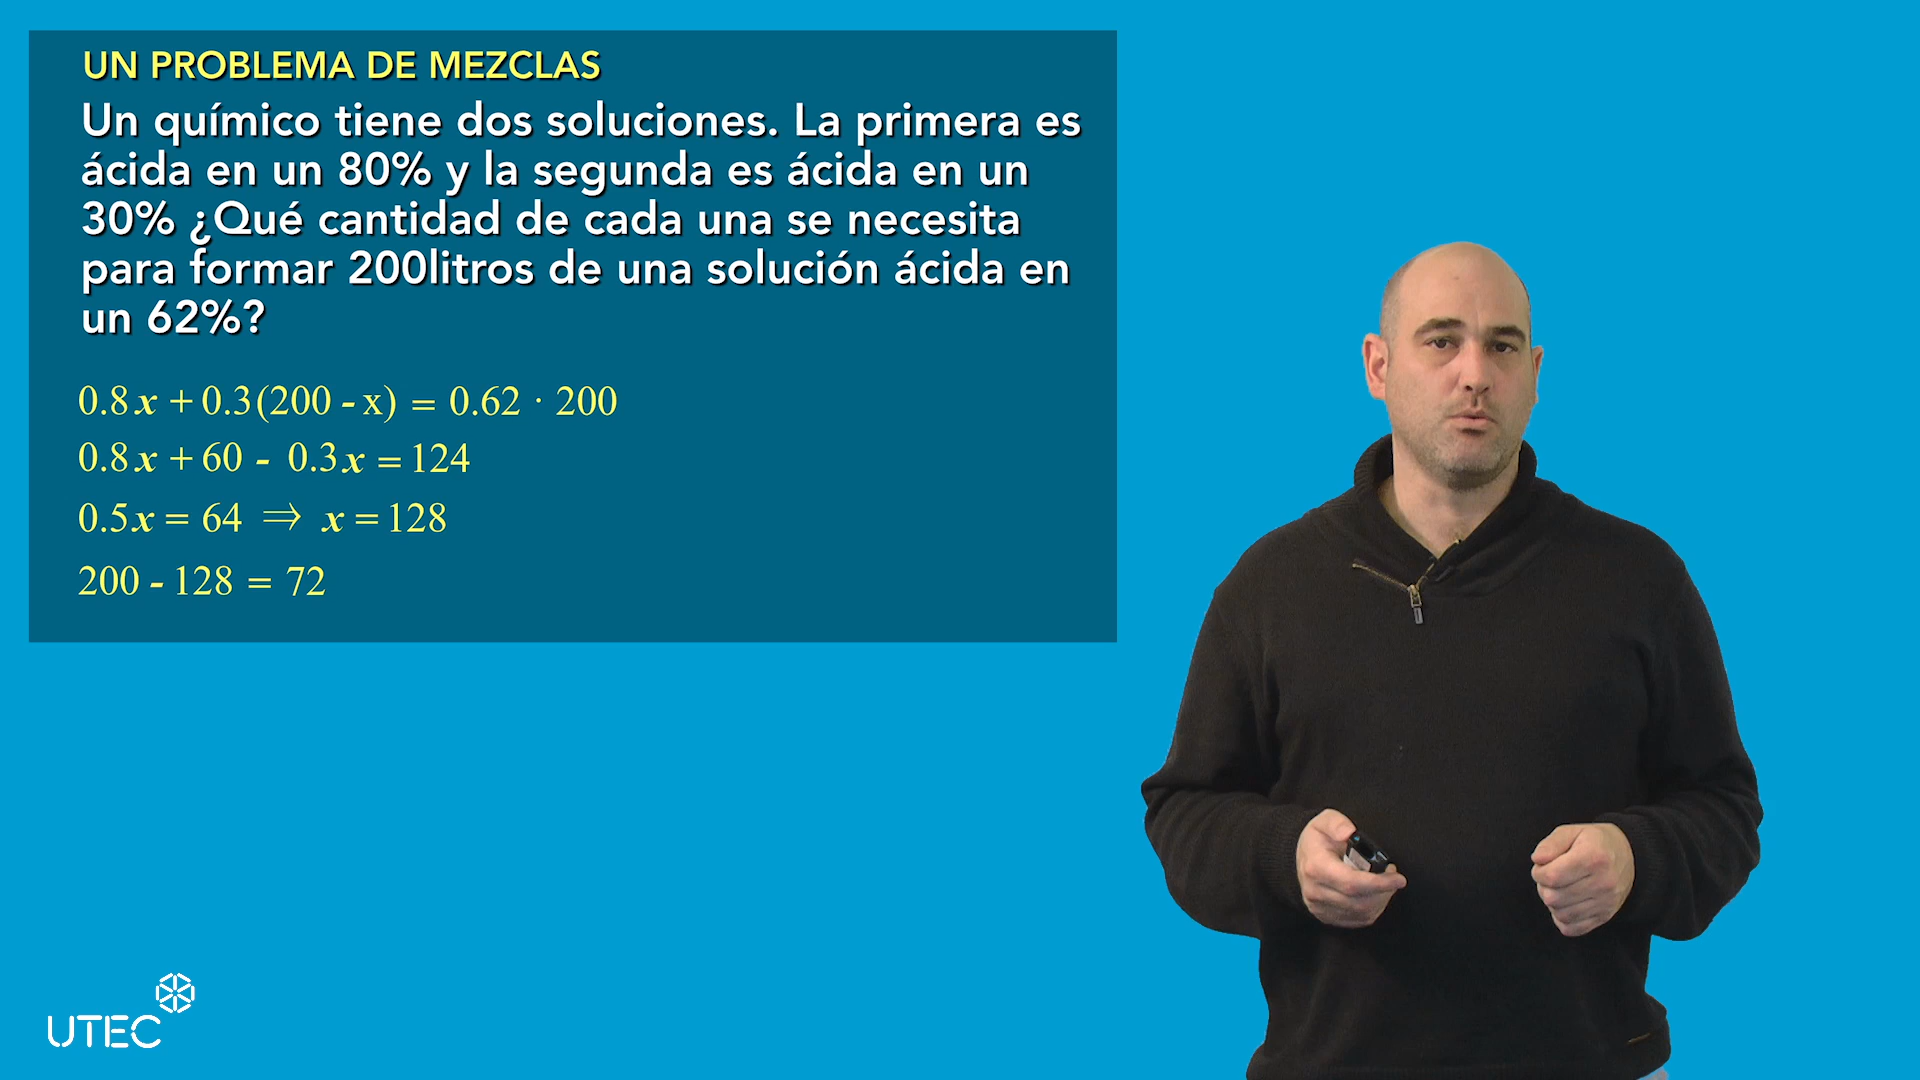 UN PROBLEMA DE MEZCLAS
Un químico tiene dos soluciones. La primera es
ácida en un 80% y la segunda es ácida en un
30% ¿Qué cantidad de cada una se necesita
para formar 200litros de una solución ácida en
un 62%?
0.8x + 0.3(200 - x) = 0.62 · 200
0.8x + 60 - 0.3x = 124
0.5x = 64 ⇒ x = 128
200 - 128 = 72
UTEC